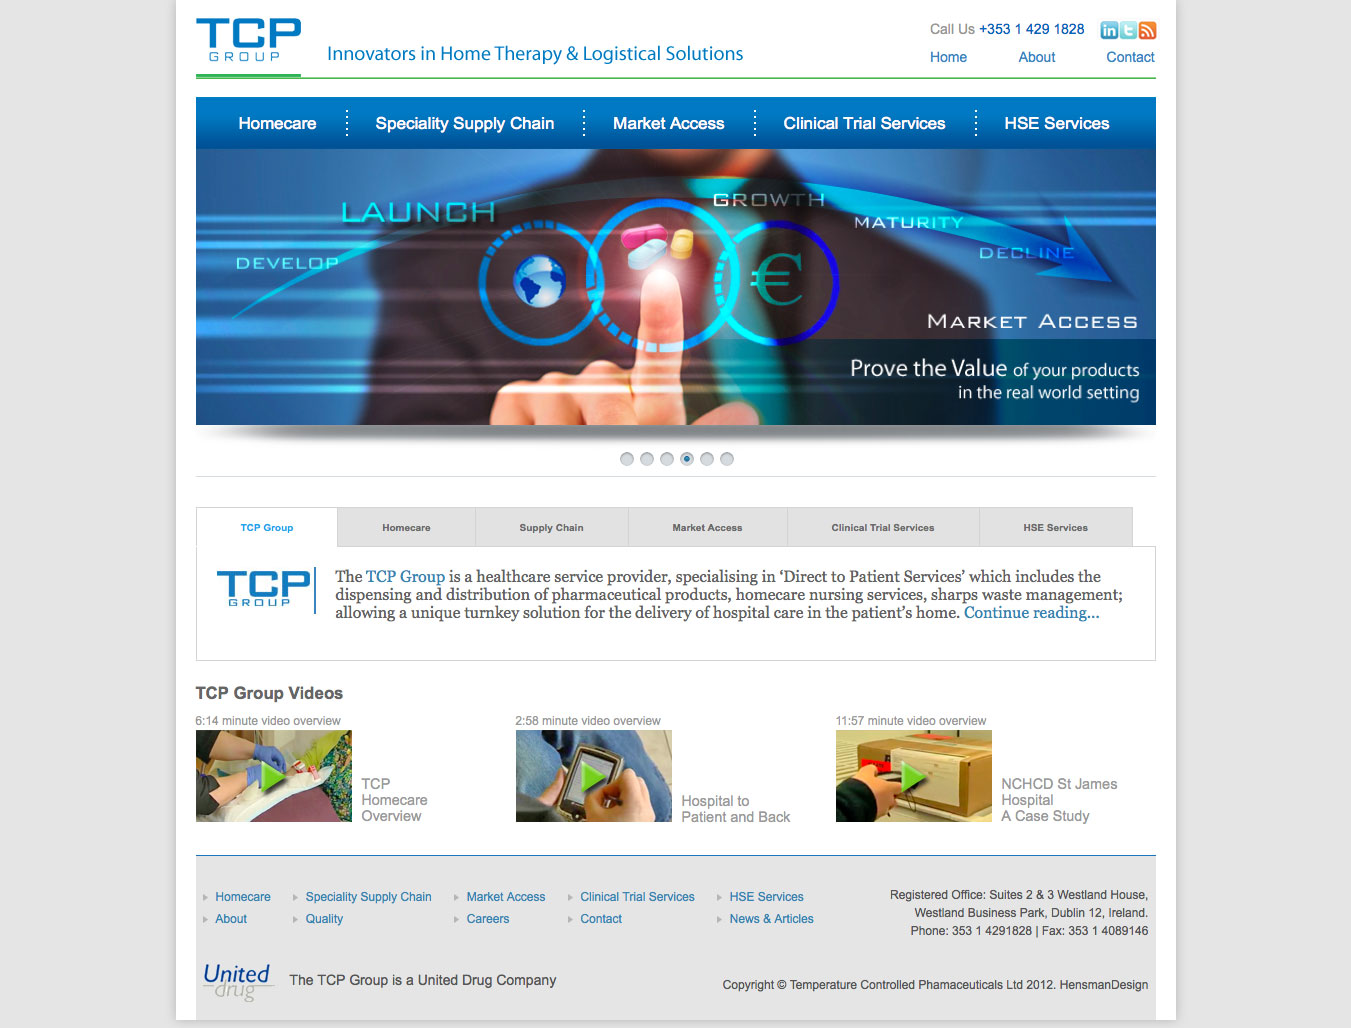 TCP
GROUP
Innovators in Home Therapy & Logistical Solutions
Call Us +353 1 429 1828
in t
Home About Contact
Homecare Speciality Supply Chain Market Access Clinical Trial Services HSE Services
LAUNCH
GROWTH
MATURITY
DEVELOP
DECLINE
€
MARKET ACCESS
Prove the Value of your products
in the real world setting
TCP Group Homecare Supply Chain Market Access Clinical Trial Services HSE Services
TCP
GROUP
The TCP Group is a healthcare service provider, specialising in ‘Direct to Patient Services’ which includes the
dispensing and distribution of pharmaceutical products, homecare nursing services, sharps waste management;
allowing a unique turnkey solution for the delivery of hospital care in the patient’s home. Continue reading...
TCP Group Videos
6:14 minute video overview
TCP
Homecare
Overview
2:58 minute video overview
Hospital to
Patient and Back
11:57 minute video overview
NCHCD St James
Hospital
A Case Study
Homecare Speciality Supply Chain Market Access Clinical Trial Services HSE Services
About Quality Careers Contact News & Articles
Registered Office: Suites 2 & 3 Westland House,
Westland Business Park, Dublin 12, Ireland.
Phone: 353 1 4291828 | Fax: 353 1 4089146
United
drug
The TCP Group is a United Drug Company
Copyright © Temperature Controlled Phamaceuticals Ltd 2012. HensmanDesign